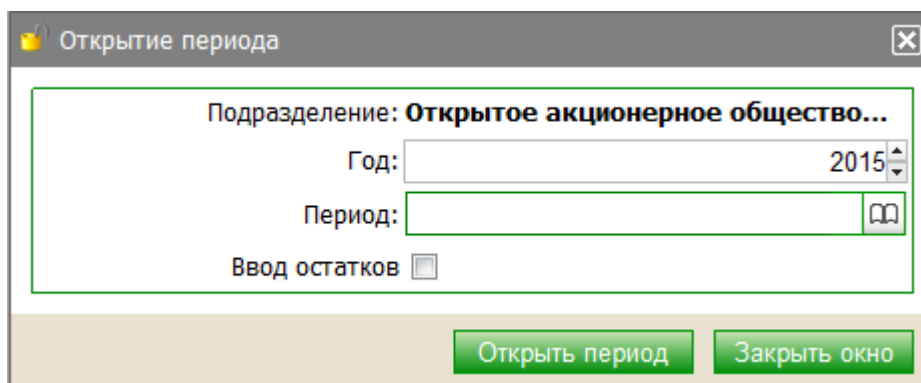 Открытие периода
Подразделение: Открытое акционерное общество...
Год: 2015
Период:
Ввод остатков
Открыть период Закрыть окно